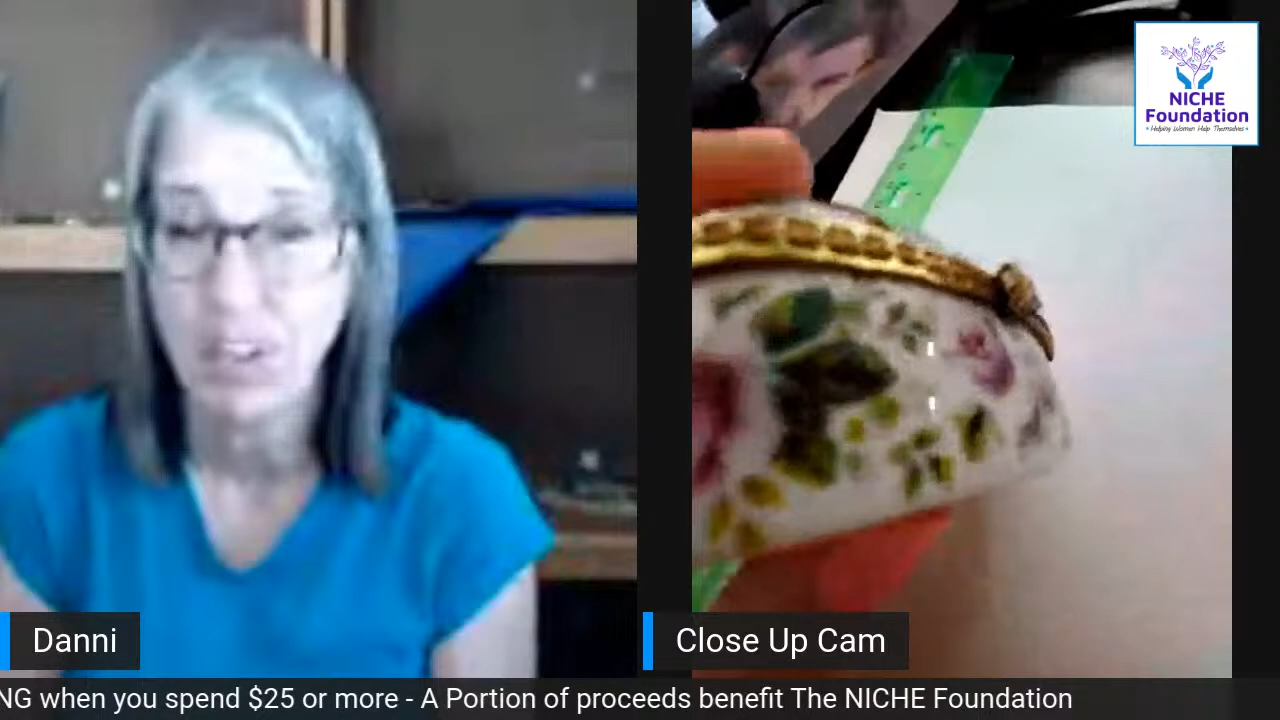 NICHE
Foundation
Helping Women Help Themselves
Danni
Close Up Cam
NG when you spend $25 or more - A Portion of proceeds benefit The NICHE Foundation